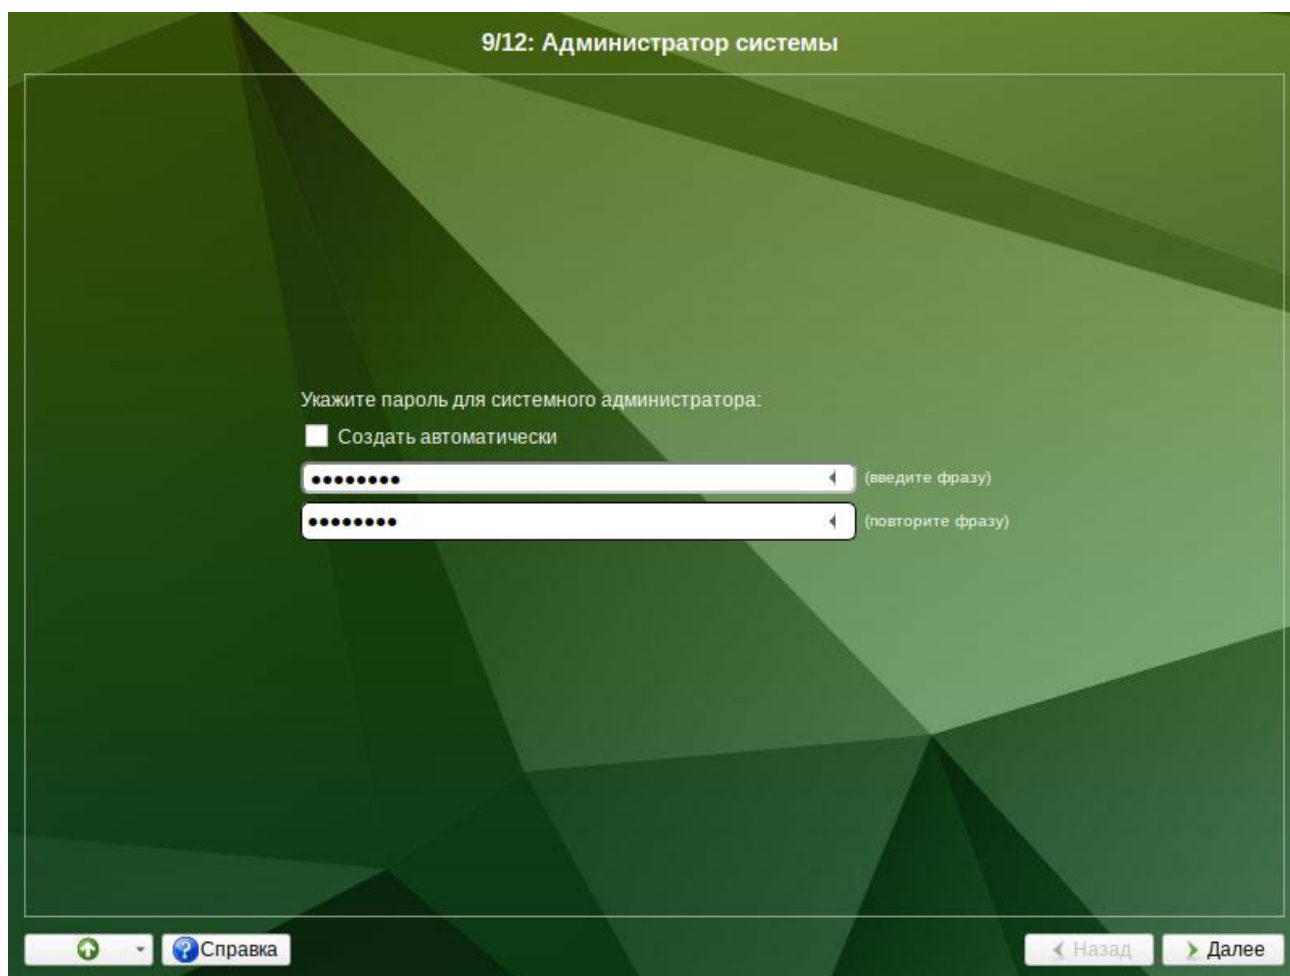 9/12: Администратор системы
Укажите пароль для системного администратора:
Создать автоматически
•••••••• (введите фразу)
•••••••• (повторите фразу)
Справка Назад Далее